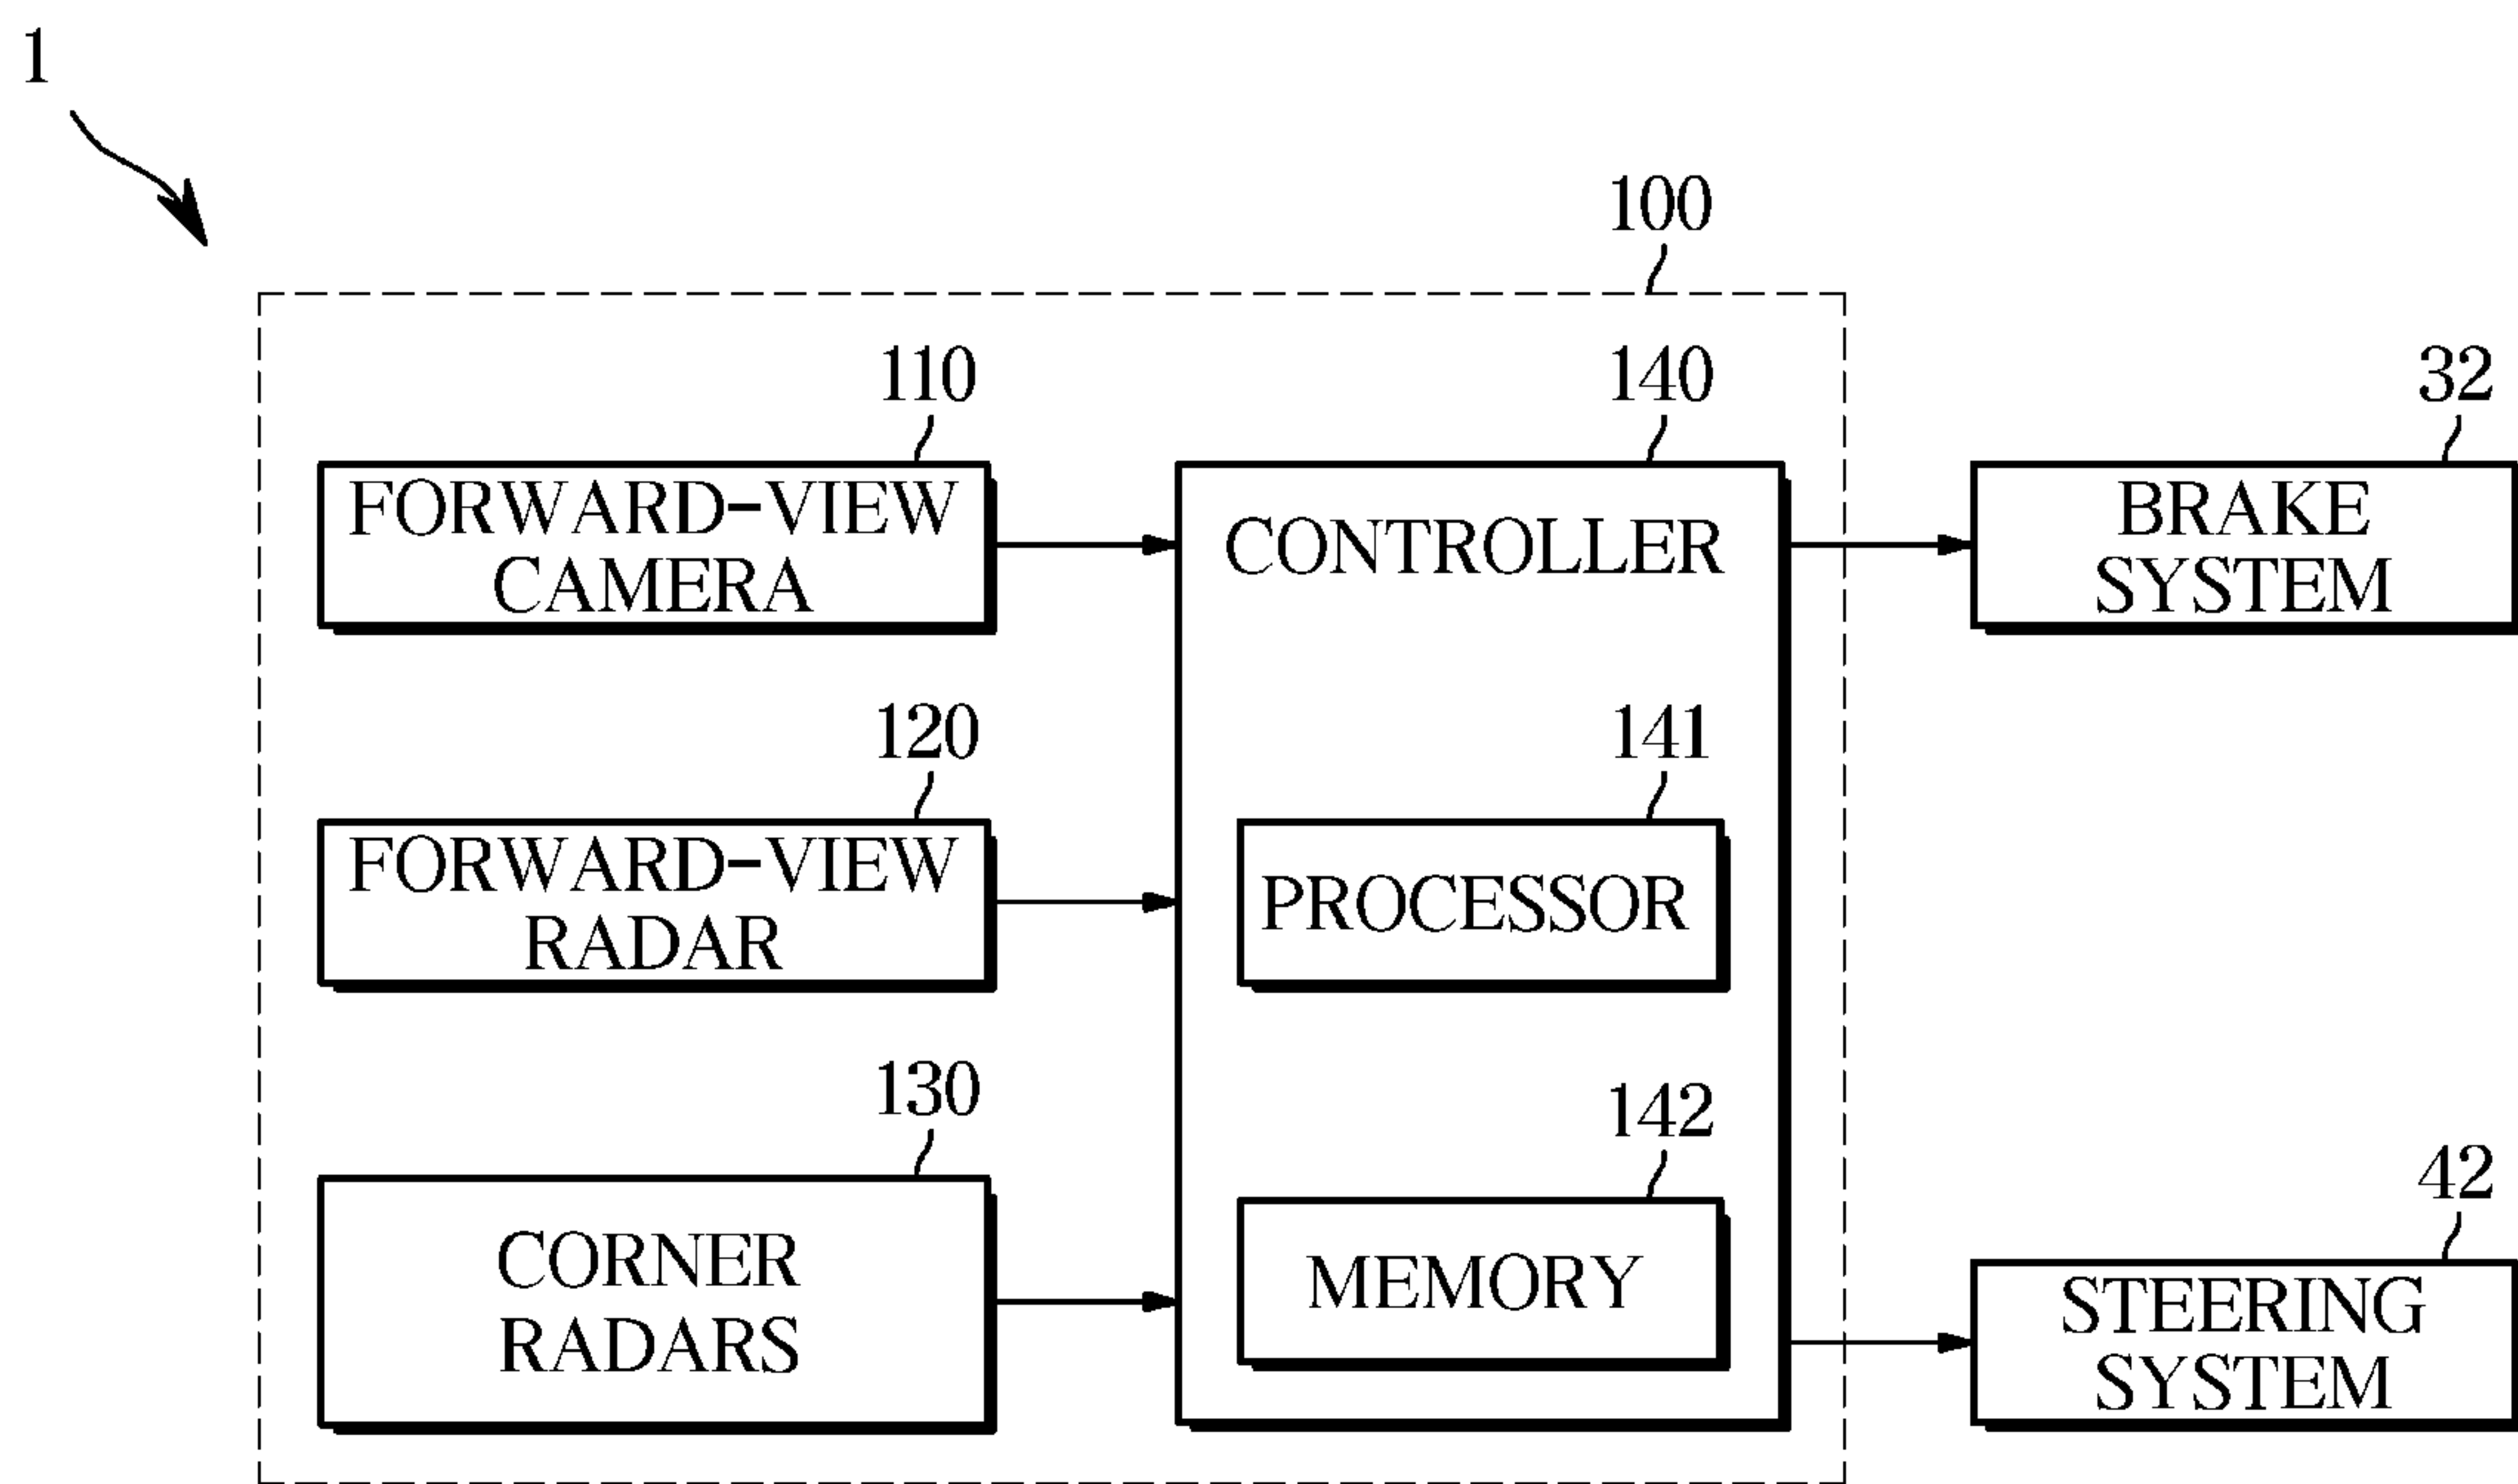 1
100
110
140
32
FORWARD-VIEW
CAMERA
CONTROLLER
BRAKE
SYSTEM
120
141
FORWARD-VIEW
RADAR
PROCESSOR
130
142
42
CORNER
RADARS
MEMORY
STEERING
SYSTEM